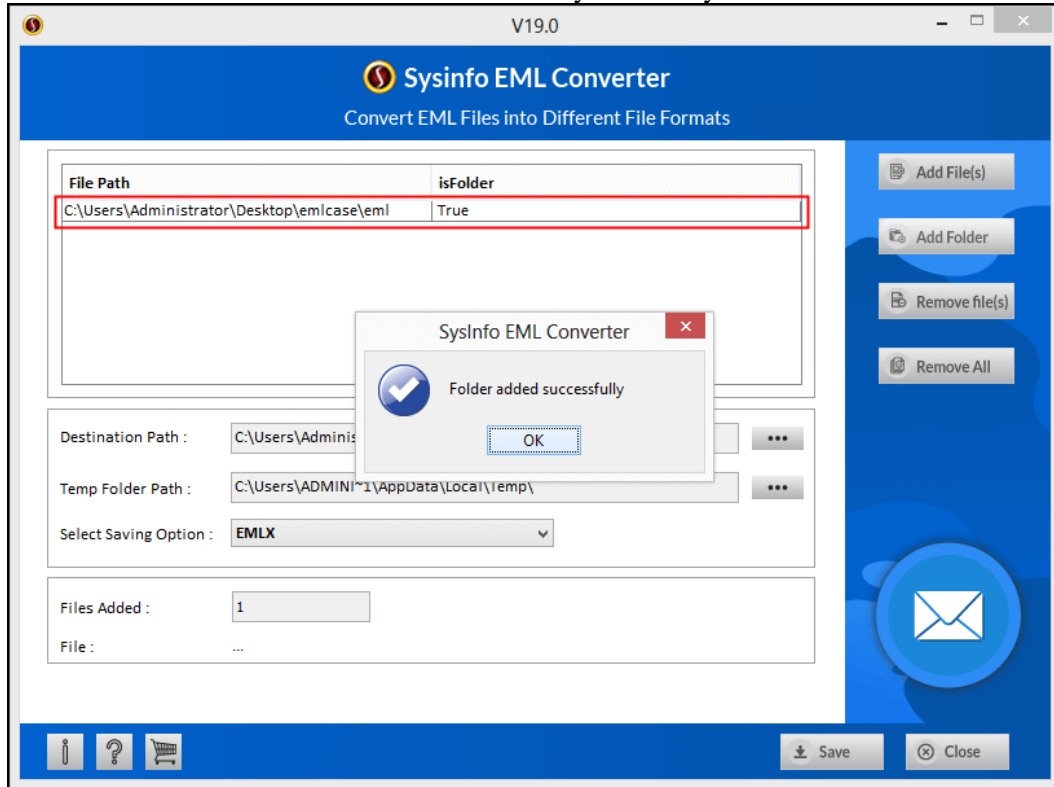 V19.0
Sysinfo EML Converter
Convert EML Files into Different File Formats
File Path isFolder
C:\Users\Administrator\Desktop\emlcase\eml True
Add File(s)
Add Folder
Remove file(s)
Remove All
SysInfo EML Converter
Folder added successfully
OK
Destination Path : C:\Users\Adminis
Temp Folder Path : C:\Users\ADMINI~1\AppData\Local\Temp\
Select Saving Option : EMLX
Files Added : 1
File : ...
Save
Close